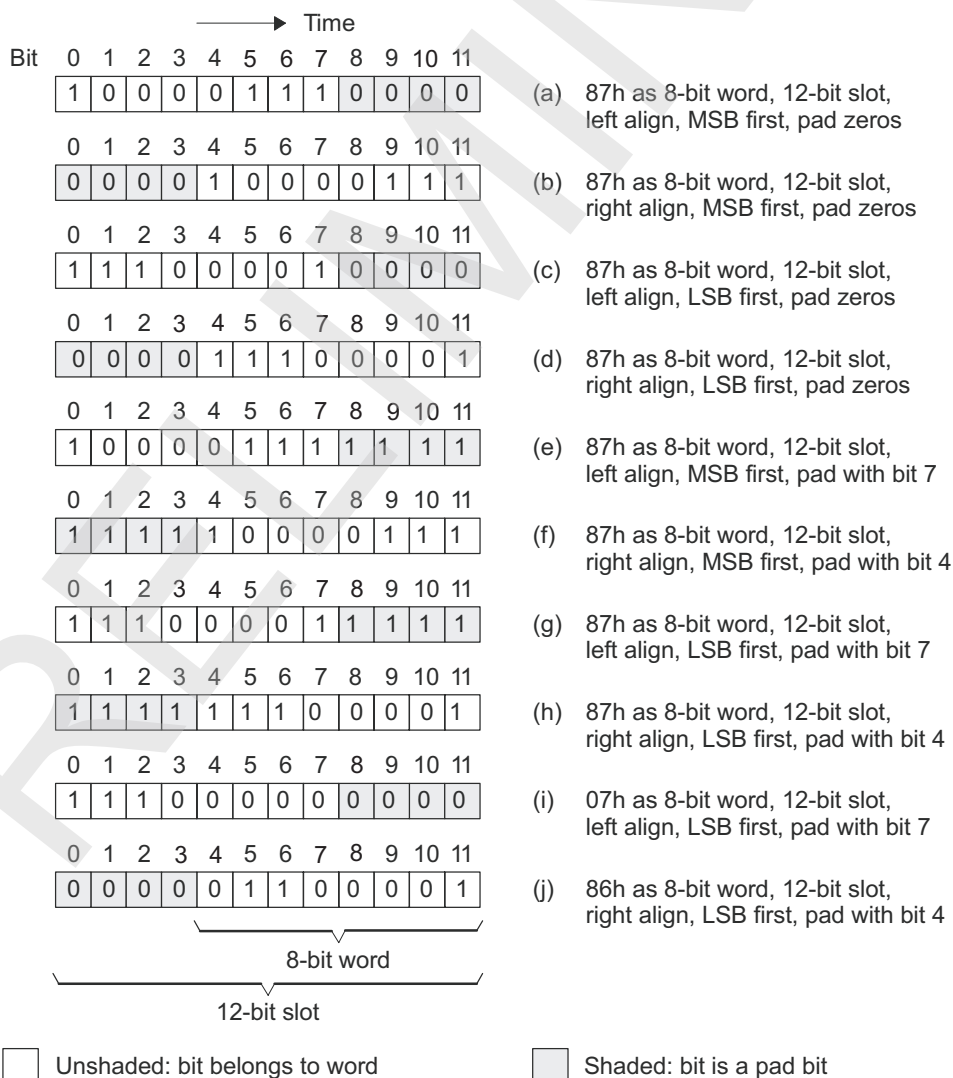 Time
Bit 0 1 2 3 4 5 6 7 8 9 10 11
1 0 0 0 0 1 1 1 0 0 0 0
(a) 87h as 8-bit word, 12-bit slot,
left align, MSB first, pad zeros
0 1 2 3 4 5 6 7 8 9 10 11
0 0 0 0 1 0 0 0 0 1 1 1
(b) 87h as 8-bit word, 12-bit slot,
right align, MSB first, pad zeros
0 1 2 3 4 5 6 7 8 9 10 11
1 1 1 0 0 0 0 1 0 0 0 0
(c) 87h as 8-bit word, 12-bit slot,
left align, LSB first, pad zeros
0 1 2 3 4 5 6 7 8 9 10 11
0 0 0 0 1 1 1 0 0 0 0 1
(d) 87h as 8-bit word, 12-bit slot,
right align, LSB first, pad zeros
0 1 2 3 4 5 6 7 8 9 10 11
1 0 0 0 0 1 1 1 1 1 1 1
(e) 87h as 8-bit word, 12-bit slot,
left align, MSB first, pad with bit 7
0 1 2 3 4 5 6 7 8 9 10 11
1 1 1 1 1 0 0 0 0 1 1 1
(f) 87h as 8-bit word, 12-bit slot,
right align, MSB first, pad with bit 4
0 1 2 3 4 5 6 7 8 9 10 11
1 1 1 0 0 0 0 1 1 1 1 1
(g) 87h as 8-bit word, 12-bit slot,
left align, LSB first, pad with bit 7
0 1 2 3 4 5 6 7 8 9 10 11
1 1 1 1 1 1 1 0 0 0 0 1
(h) 87h as 8-bit word, 12-bit slot,
right align, LSB first, pad with bit 4
0 1 2 3 4 5 6 7 8 9 10 11
1 1 1 0 0 0 0 0 0 0 0 0
(i) 07h as 8-bit word, 12-bit slot,
left align, LSB first, pad with bit 7
0 1 2 3 4 5 6 7 8 9 10 11
0 0 0 0 0 1 1 0 0 0 0 1
(j) 86h as 8-bit word, 12-bit slot,
right align, LSB first, pad with bit 4
8-bit word
12-bit slot
Unshaded: bit belongs to word
Shaded: bit is a pad bit